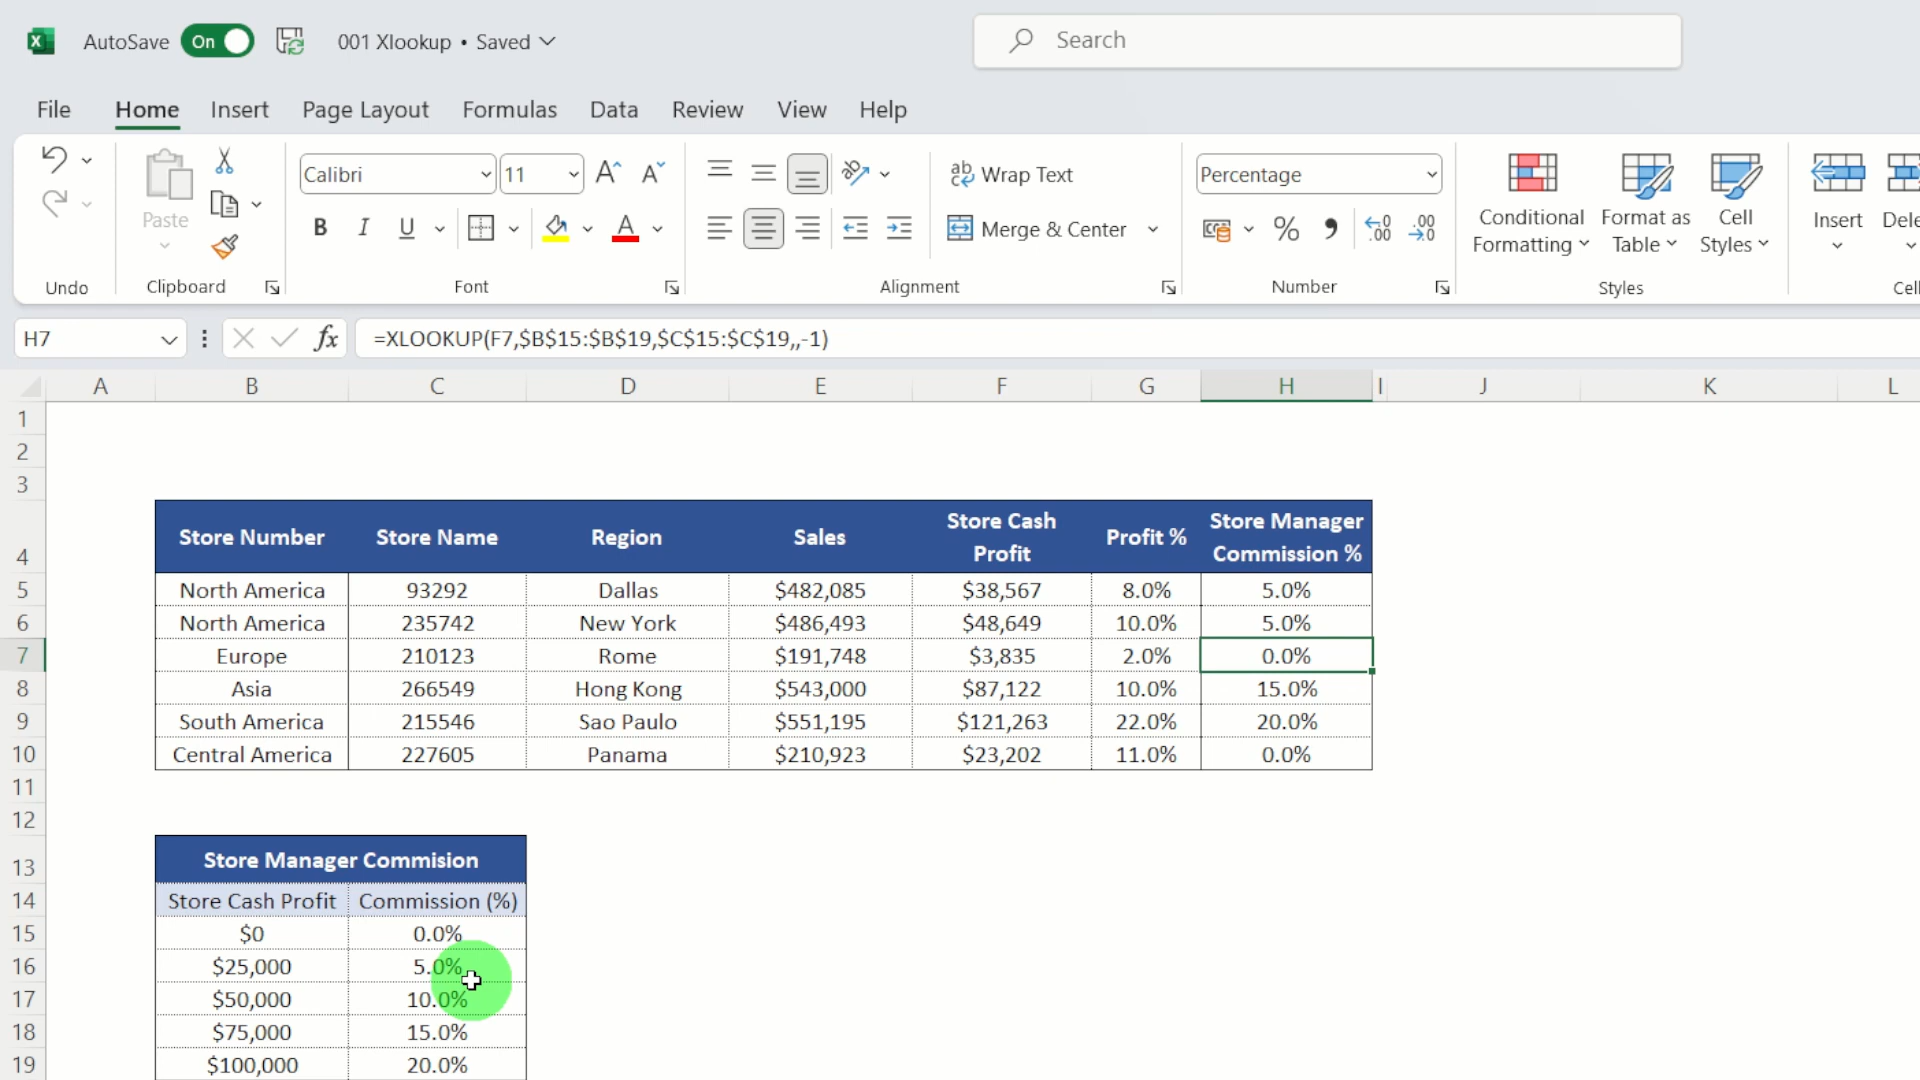 AutoSave On 001 Xlookup • Saved Search
File Home Insert Page Layout Formulas Data Review View Help
Paste
Calibri 11
B I U
Wrap Text
Merge & Center
Percentage
% ,
Conditional Formatting
Format as Table
Cell Styles
Insert
Dele
Undo Clipboard Font Alignment Number Styles Cell
H7 fx =XLOOKUP(F7,$B$15:$B$19,$C$15:$C$19,,-1)
A B C D E F G H I J K L
1
2
3
4 Store Number Store Name Region Sales Store Cash Profit Profit % Store Manager Commission %
5 North America 93292 Dallas $482,085 $38,567 8.0% 5.0%
6 North America 235742 New York $486,493 $48,649 10.0% 5.0%
7 Europe 210123 Rome $191,748 $3,835 2.0% 0.0%
8 Asia 266549 Hong Kong $543,000 $87,122 10.0% 15.0%
9 South America 215546 Sao Paulo $551,195 $121,263 22.0% 20.0%
10 Central America 227605 Panama $210,923 $23,202 11.0% 0.0%
11
12
13 Store Manager Commision
14 Store Cash Profit Commission (%)
15 $0 0.0%
16 $25,000 5.0%
17 $50,000 10.0%
18 $75,000 15.0%
19 $100,000 20.0%